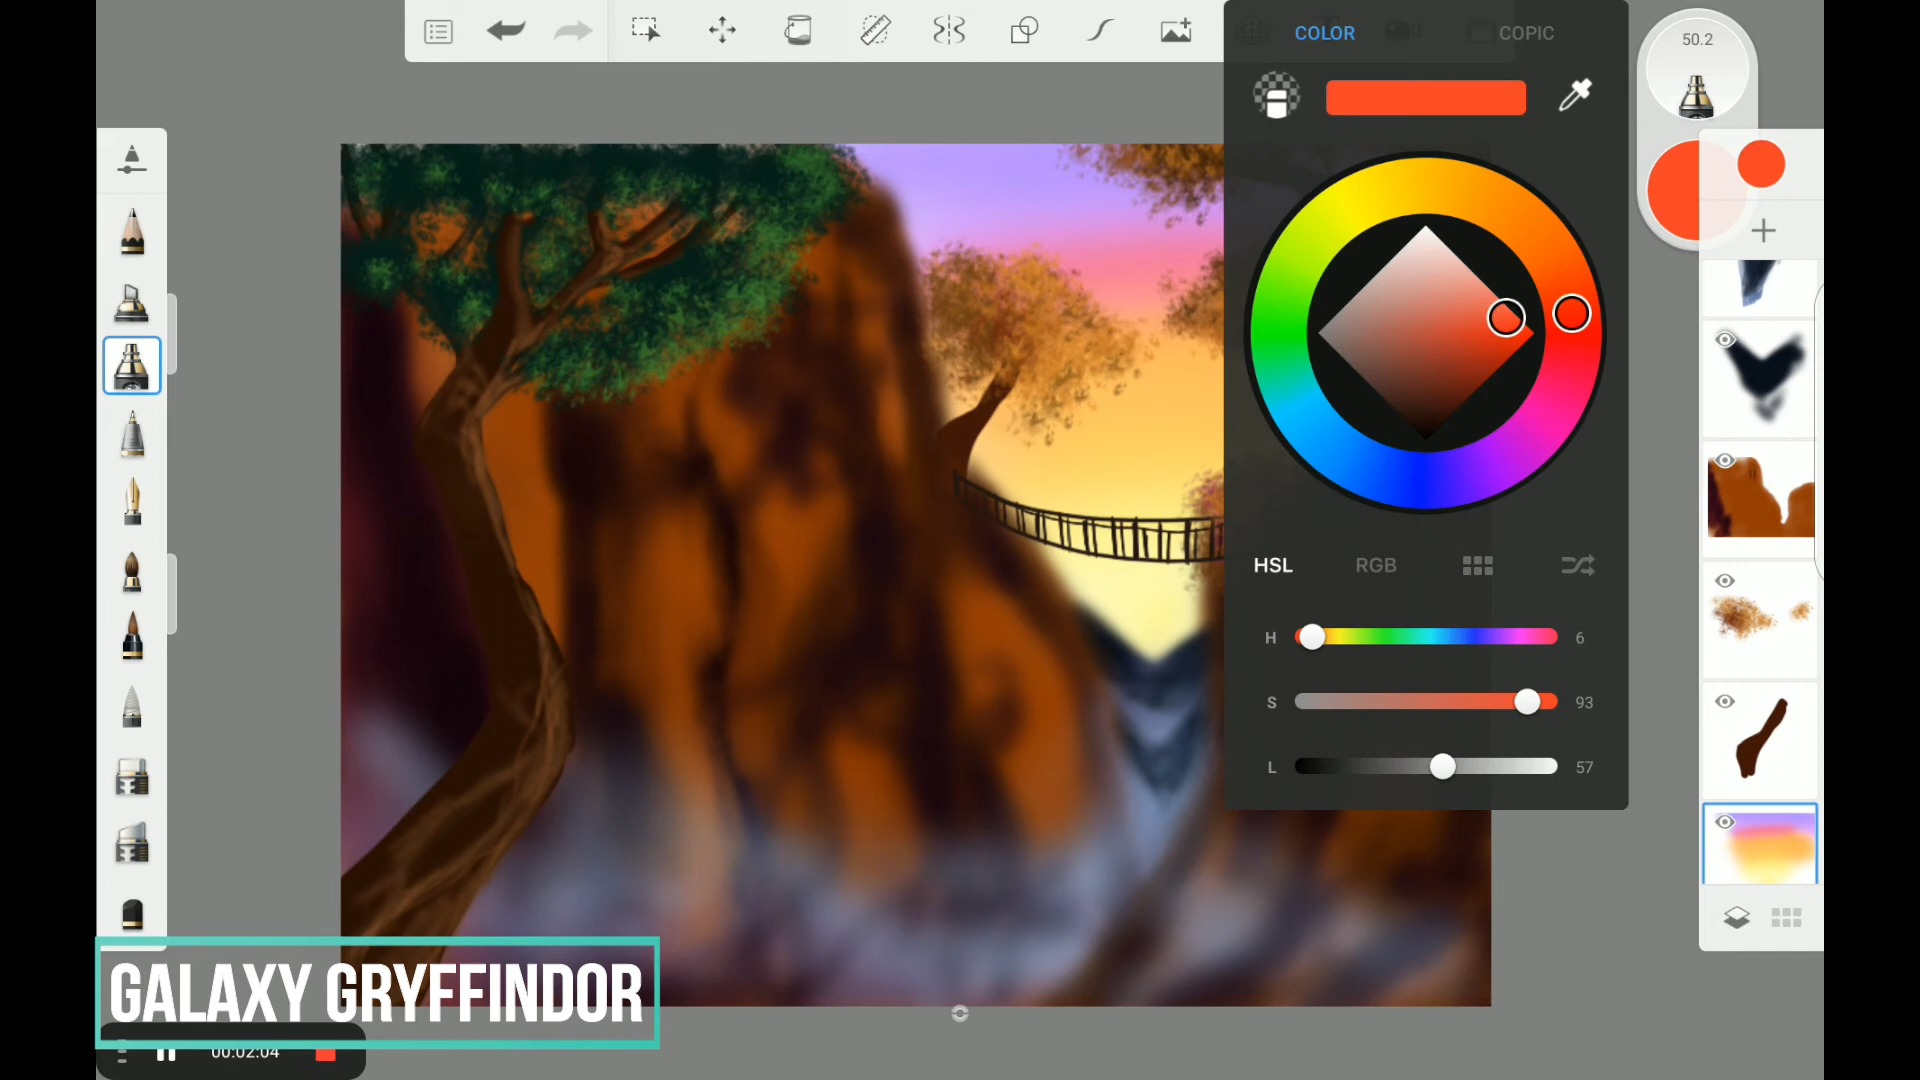 COLOR
COPIC
50.2
HSL
RGB
H
6
S
93
L
57
GALAXY GRYFFINDOR
00:02:04